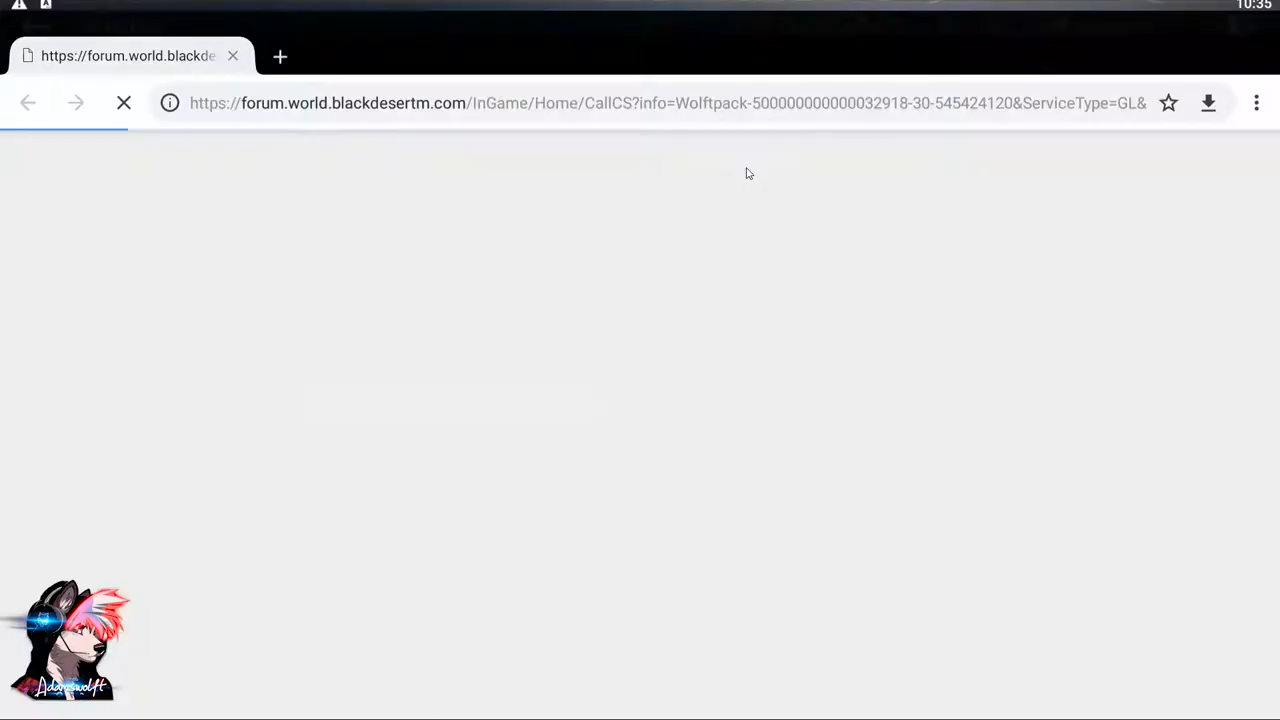 10:35
https://forum.world.blackde
https://forum.world.blackdesertm.com/InGame/Home/CallCS?info=Wolftpack-500000000000032918-30-545424120&ServiceType=GL&
Adamswolft